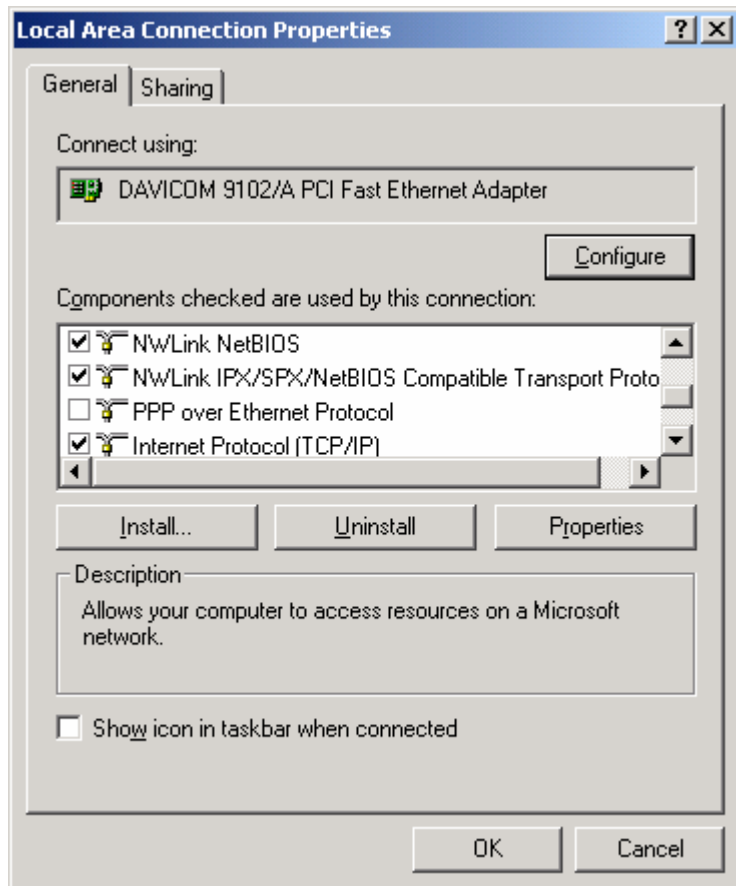 Local Area Connection Properties
General
Sharing
Connect using:
DAVICOM 9102/A PCI Fast Ethernet Adapter
Configure
Components checked are used by this connection:
NWLink NetBIOS
NWLink IPX/SPX/NetBIOS Compatible Transport Proto
PPP over Ethernet Protocol
Internet Protocol (TCP/IP)
Install...
Uninstall
Properties
Description
Allows your computer to access resources on a Microsoft
network.
Show icon in taskbar when connected
OK
Cancel